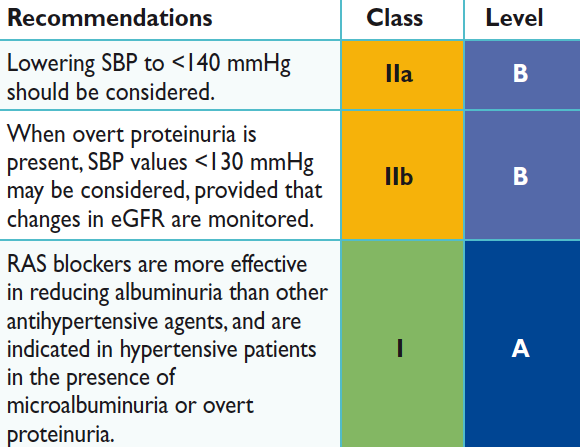 Recommendations Class Level
Lowering SBP to <140 mmHg
should be considered.
IIa B
When overt proteinuria is
present, SBP values <130 mmHg
may be considered, provided that
changes in eGFR are monitored.
IIb B
RAS blockers are more effective
in reducing albuminuria than other
antihypertensive agents, and are
indicated in hypertensive patients
in the presence of
microalbuminuria or overt
proteinuria.
I A